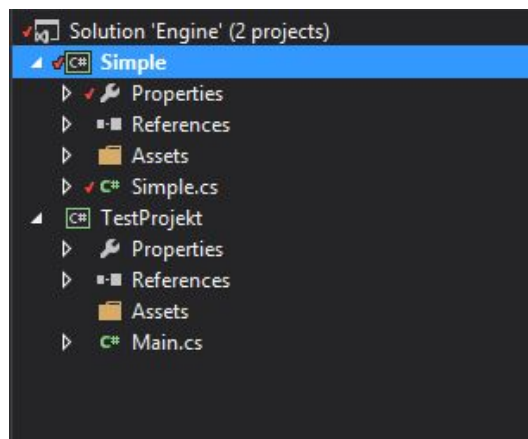 Solution 'Engine' (2 projects)
C# Simple
Properties
References
Assets
C# Simple.cs
C# TestProjekt
Properties
References
Assets
C# Main.cs